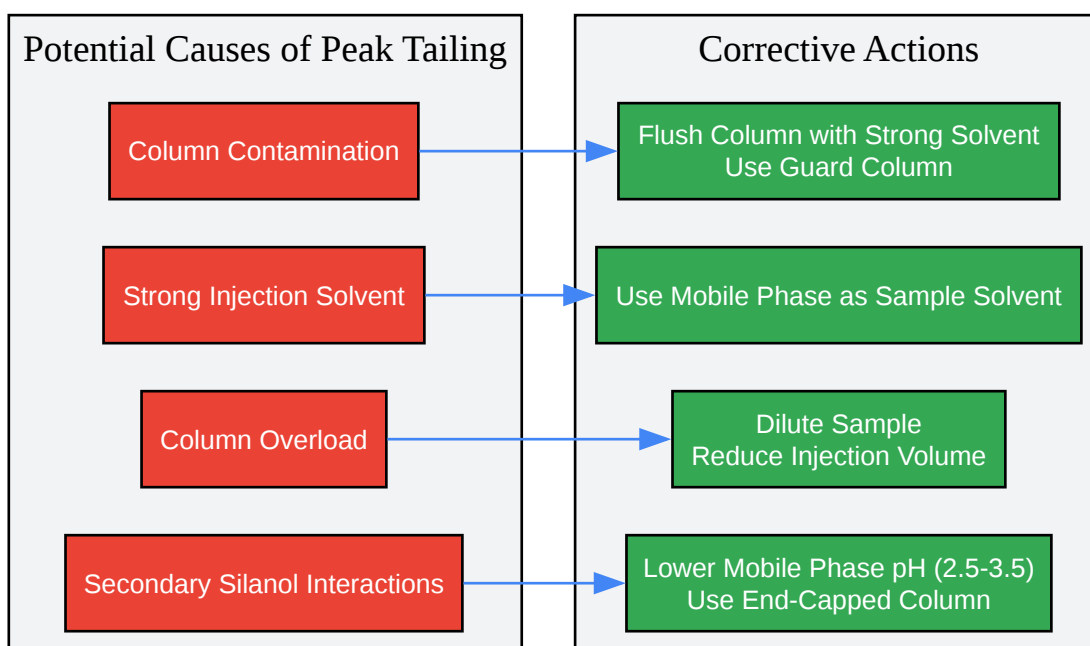 Potential Causes of Peak Tailing
Corrective Actions
Column Contamination
Flush Column with Strong Solvent
Use Guard Column
Strong Injection Solvent
Use Mobile Phase as Sample Solvent
Column Overload
Dilute Sample
Reduce Injection Volume
Secondary Silanol Interactions
Lower Mobile Phase pH (2.5-3.5)
Use End-Capped Column